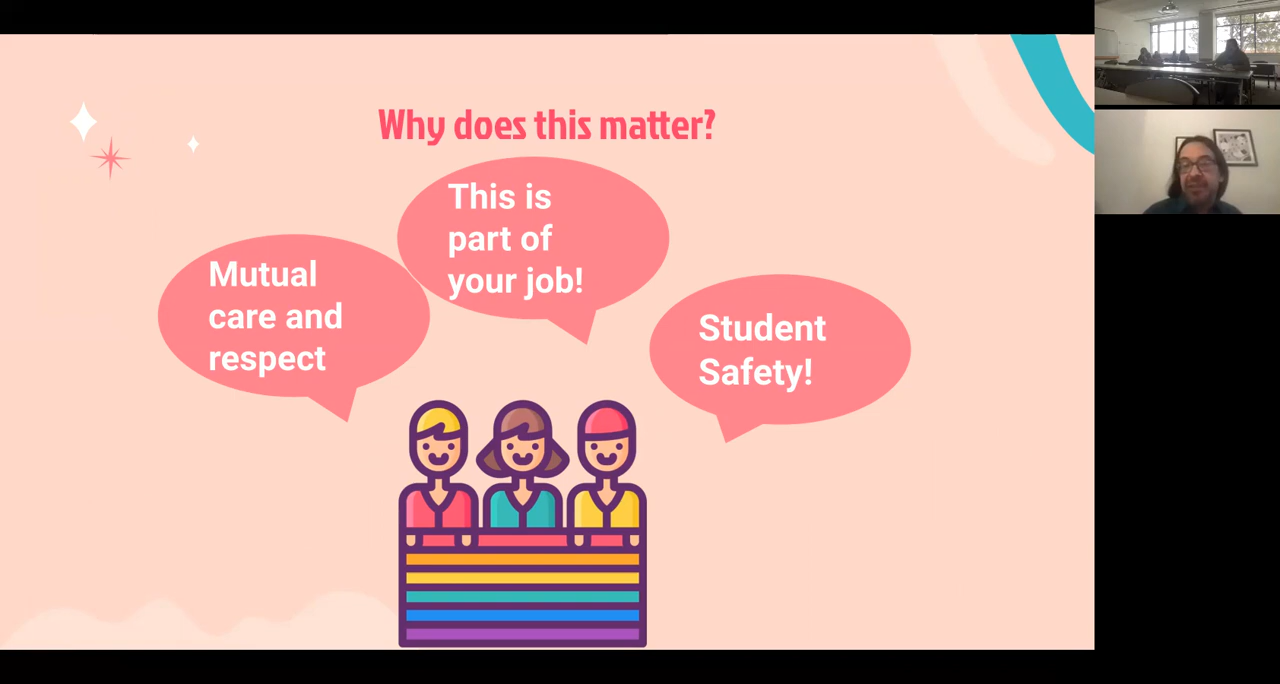 Why does this matter?
This is
part of
your job!
Mutual
care and
respect
Student
Safety!